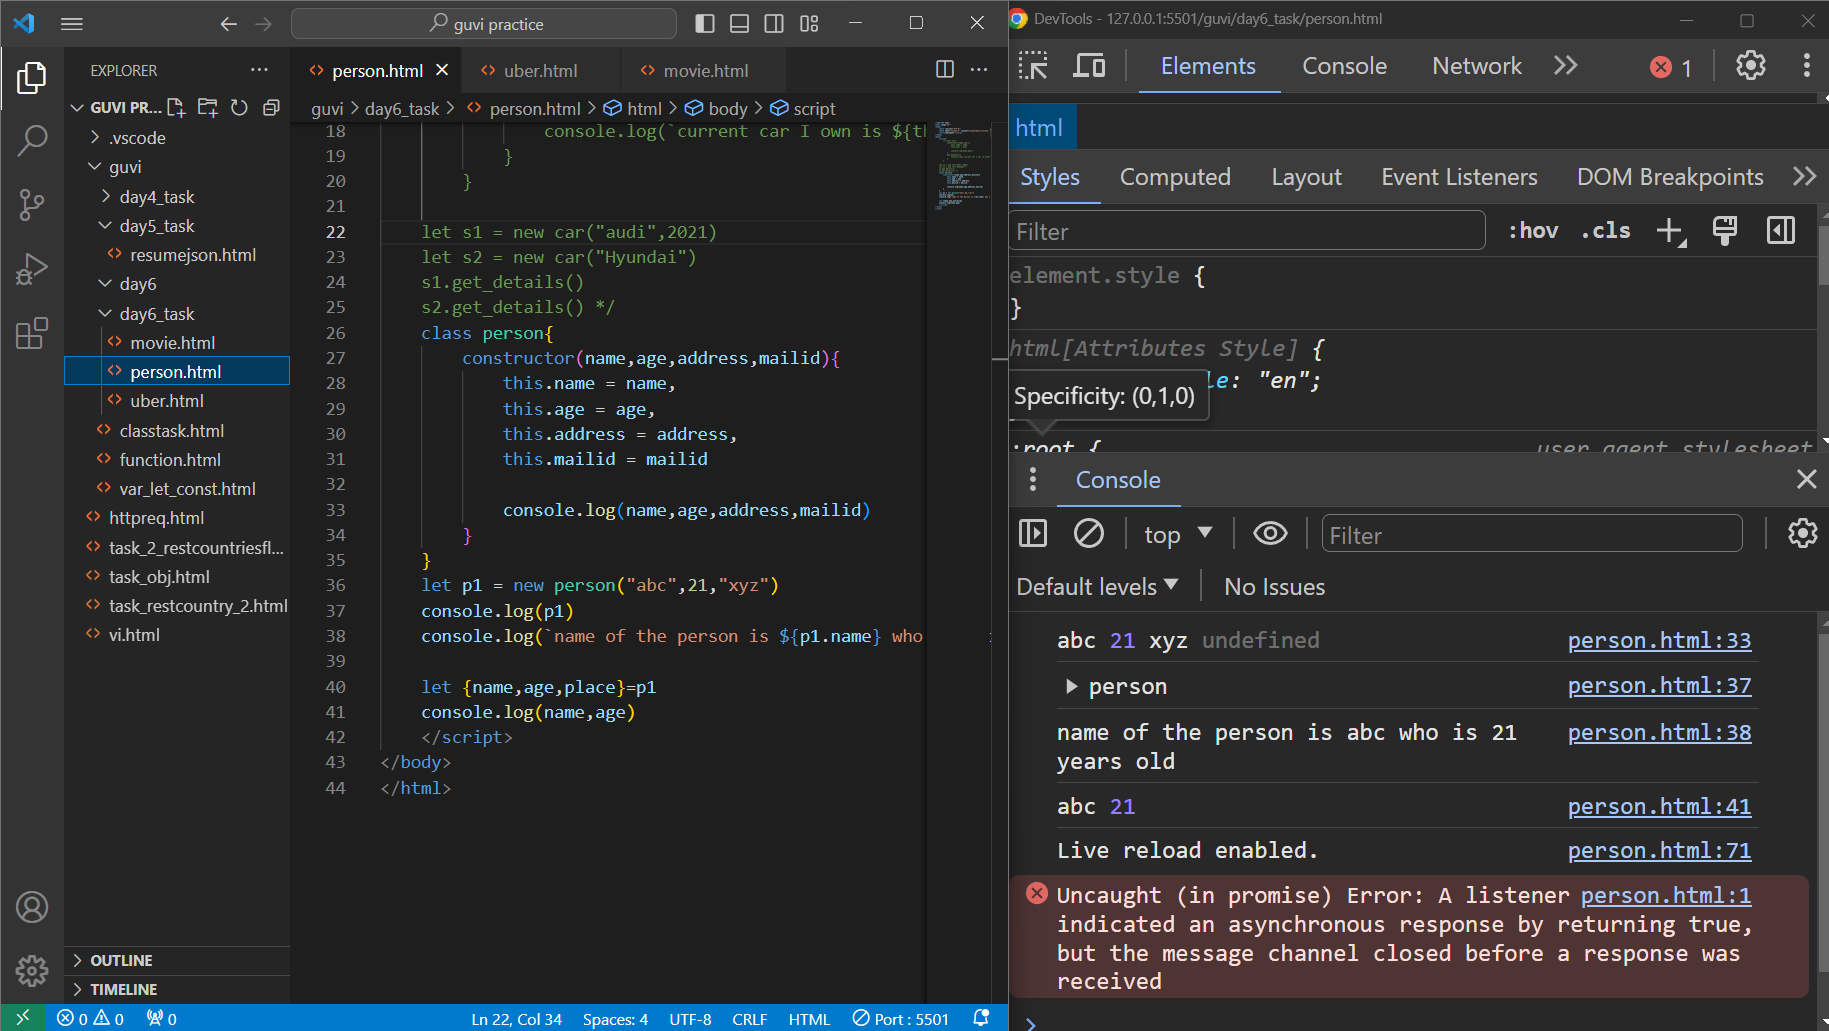 guvi practice
EXPLORER
GUVI PR...
.vscode
guvi
day4_task
day5_task
resumejson.html
day6
day6_task
movie.html
person.html
uber.html
classtask.html
function.html
var_let_const.html
httpreq.html
task_2_restcountriesfl...
task_obj.html
task_restcountry_2.html
vi.html
OUTLINE
TIMELINE
person.html
uber.html
movie.html
guvi > day6_task > person.html > html > body > script
18 console.log(`current car I own is ${th
19 }
20 }
21
22 let s1 = new car("audi",2021)
23 let s2 = new car("Hyundai")
24 s1.get_details()
25 s2.get_details() */
26 class person{
27 constructor(name,age,address,mailid){
28 this.name = name,
29 this.age = age,
30 this.address = address,
31 this.mailid = mailid
32
33 console.log(name,age,address,mailid)
34 }
35 }
36 let p1 = new person("abc",21,"xyz")
37 console.log(p1)
38 console.log(`name of the person is ${p1.name} who
39
40 let {name,age,place}=p1
41 console.log(name,age)
42 </script>
43 </body>
44 </html>
0 0 0 Ln 22, Col 34 Spaces: 4 UTF-8 CRLF HTML Port : 5501
DevTools - 127.0.0.1:5501/guvi/day6_task/person.html
Elements Console Network 1
html
Styles Computed Layout Event Listeners DOM Breakpoints
Filter :hov .cls
element.style {
}
html[Attributes Style] {
le: "en";
Specificity: (0,1,0)
:root { user agent stylesheet
Console
top Filter
Default levels No Issues
abc 21 xyz undefined person.html:33
person person.html:37
name of the person is abc who is 21 person.html:38
years old
abc 21 person.html:41
Live reload enabled. person.html:71
Uncaught (in promise) Error: A listener person.html:1
indicated an asynchronous response by returning true,
but the message channel closed before a response was
received